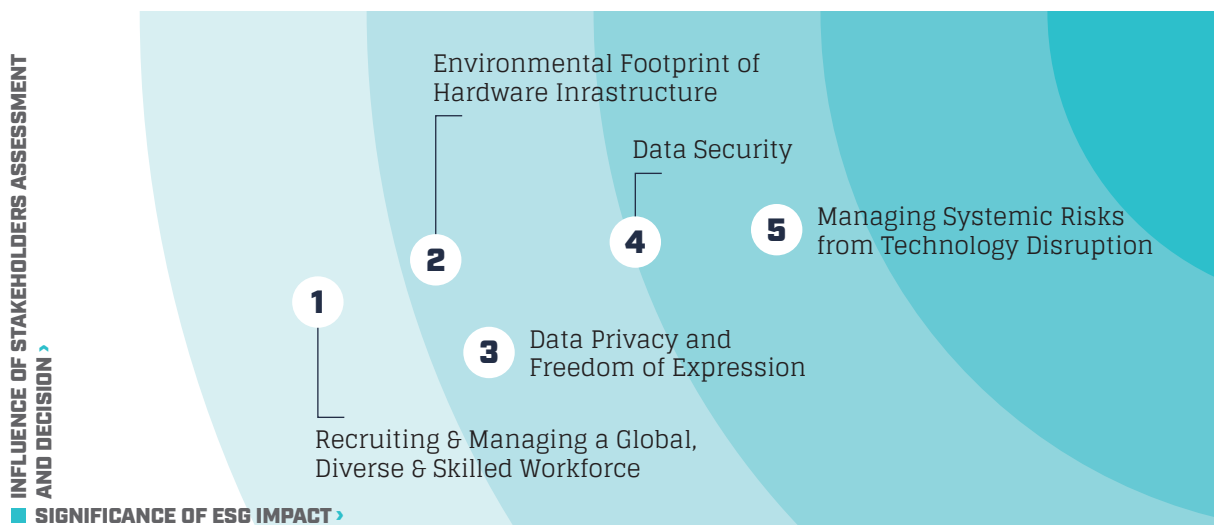 INFLUENCE OF STAKEHOLDERS ASSESSMENT
AND DECISION ›
Environmental Footprint of
Hardware Inrastructure
Data Security
2
4
5
Managing Systemic Risks
from Technology Disruption
1
3
Data Privacy and
Freedom of Expression
Recruiting & Managing a Global,
Diverse & Skilled Workforce
SIGNIFICANCE OF ESG IMPACT ›